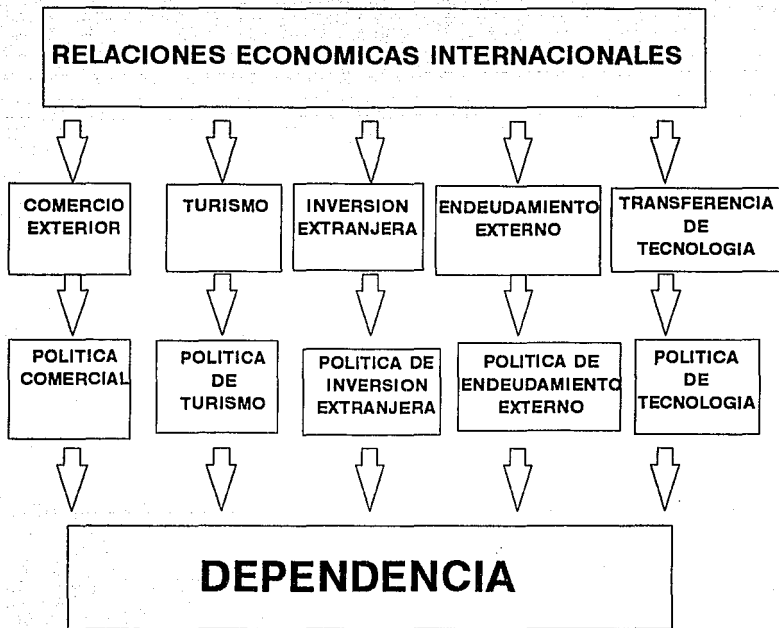 RELACIONES ECONOMICAS INTERNACIONALES
COMERCIO
EXTERIOR
TURISMO
INVERSION
EXTRANJERA
ENDEUDAMIENTO
EXTERNO
TRANSFERENCIA
DE
TECNOLOGIA
POLITICA
COMERCIAL
POLITICA
DE
TURISMO
POLITICA DE
INVERSION
EXTRANJERA
POLITICA DE
ENDEUDAMIENTO
EXTERNO
POLITICA
DE
TECNOLOGIA
DEPENDENCIA